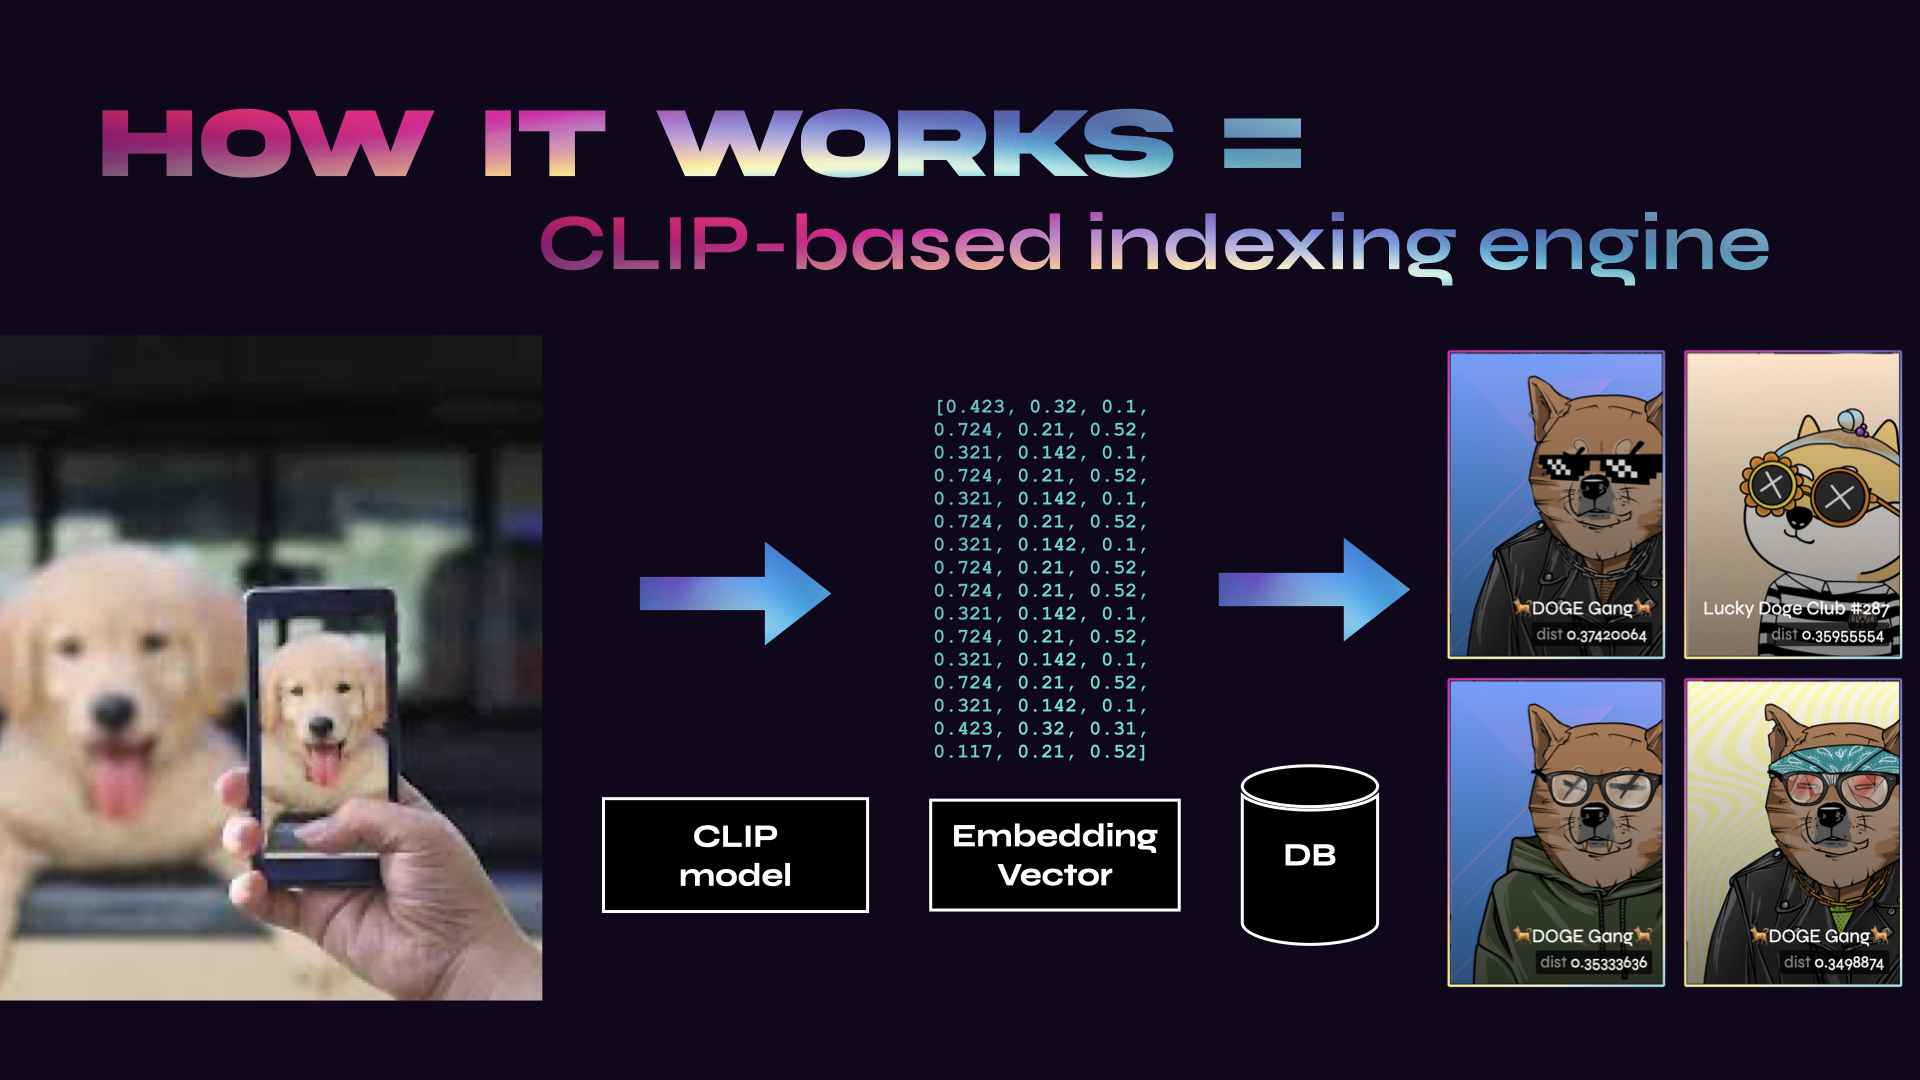 HOW IT WORKS =
CLIP-based indexing engine
[0.423, 0.32, 0.1,
0.724, 0.21, 0.52,
0.321, 0.142, 0.1,
0.724, 0.21, 0.52,
0.321, 0.142, 0.1,
0.724, 0.21, 0.52,
0.321, 0.142, 0.1,
0.724, 0.21, 0.52,
0.724, 0.21, 0.52,
0.321, 0.142, 0.1,
0.724, 0.21, 0.52,
0.321, 0.142, 0.1,
0.724, 0.21, 0.52,
0.321, 0.142, 0.1,
0.423, 0.32, 0.31,
0.117, 0.21, 0.52]
CLIP
model
Embedding
Vector
DB
🐕DOGE Gang🐕
dist 0.37420064
Lucky Doge Club #287
dist 0.35955554
🐕DOGE Gang🐕
dist 0.35333636
🐕DOGE Gang🐕
dist 0.3498874